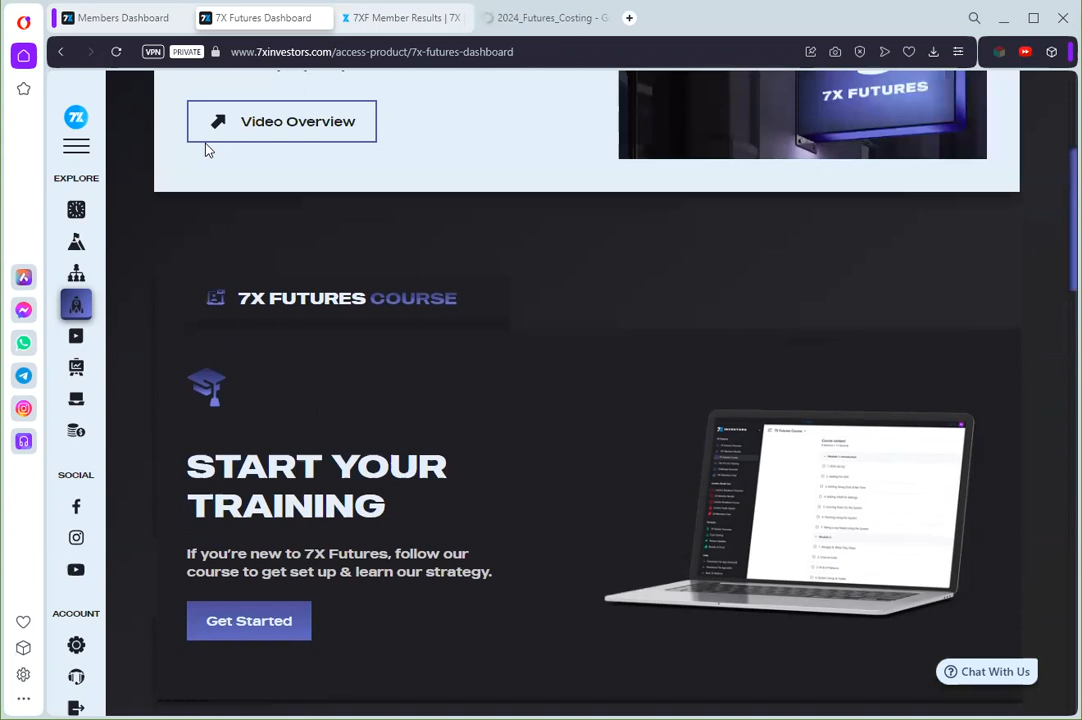 Members Dashboard
7X Futures Dashboard
7XF Member Results | 7X
2024_Futures_Costing - G
VPN
PRIVATE
www.7xinvestors.com/access-product/7x-futures-dashboard
7X
7X FUTURES
Video Overview
EXPLORE
7X FUTURES COURSE
START YOUR
TRAINING
If you're new to 7X Futures, follow our
course to get set up & learn our strategy.
Get Started
SOCIAL
ACCOUNT
Chat With Us